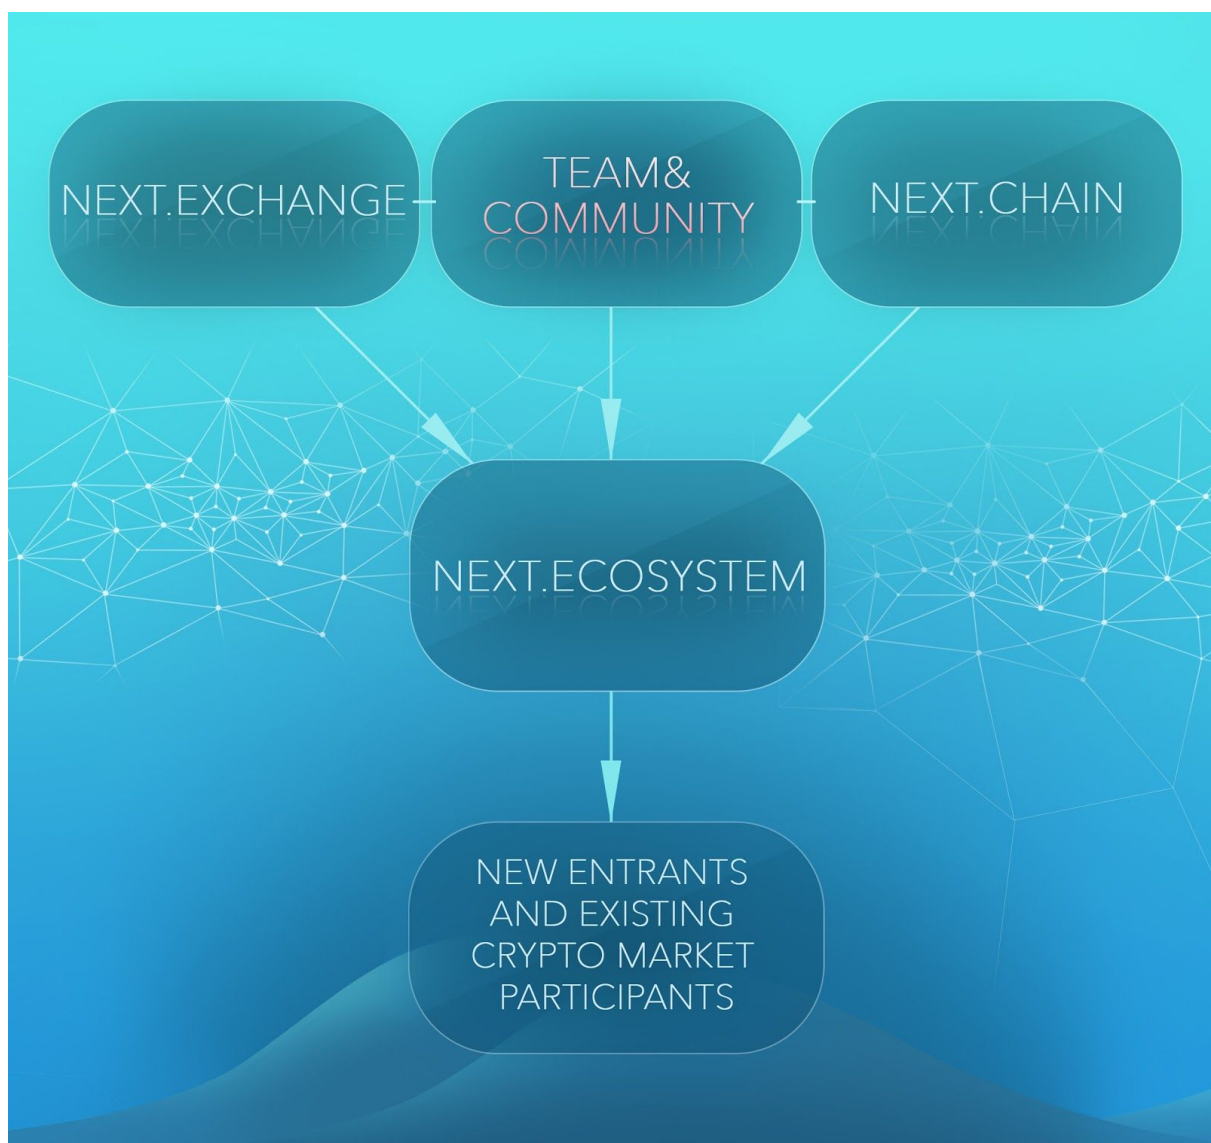 NEXT.EXCHANGE
TEAM&
COMMUNITY
NEXT.CHAIN
NEXT.ECOSYSTEM
NEW ENTRANTS
AND EXISTING
CRYPTO MARKET
PARTICIPANTS